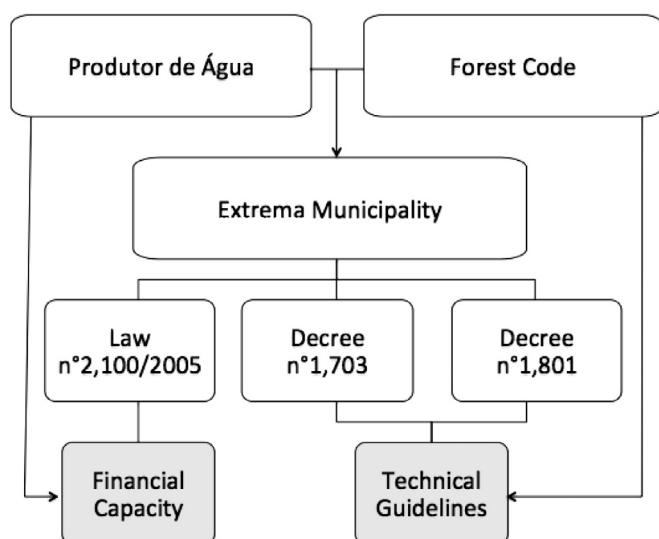 Produtor de Água
Forest Code
Extrema Municipality
Law
n°2,100/2005
Decree
n°1,703
Decree
n°1,801
Financial
Capacity
Technical
Guidelines